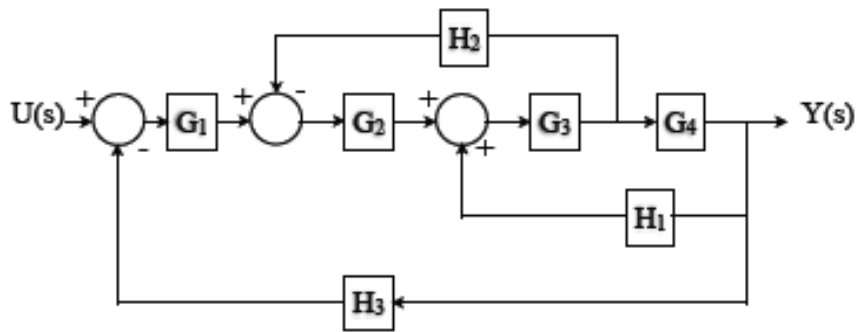 H₂
+ - + - +
U(s) G₁ G₂ G₃ G₄ Y(s)
- +
H₁
H₃